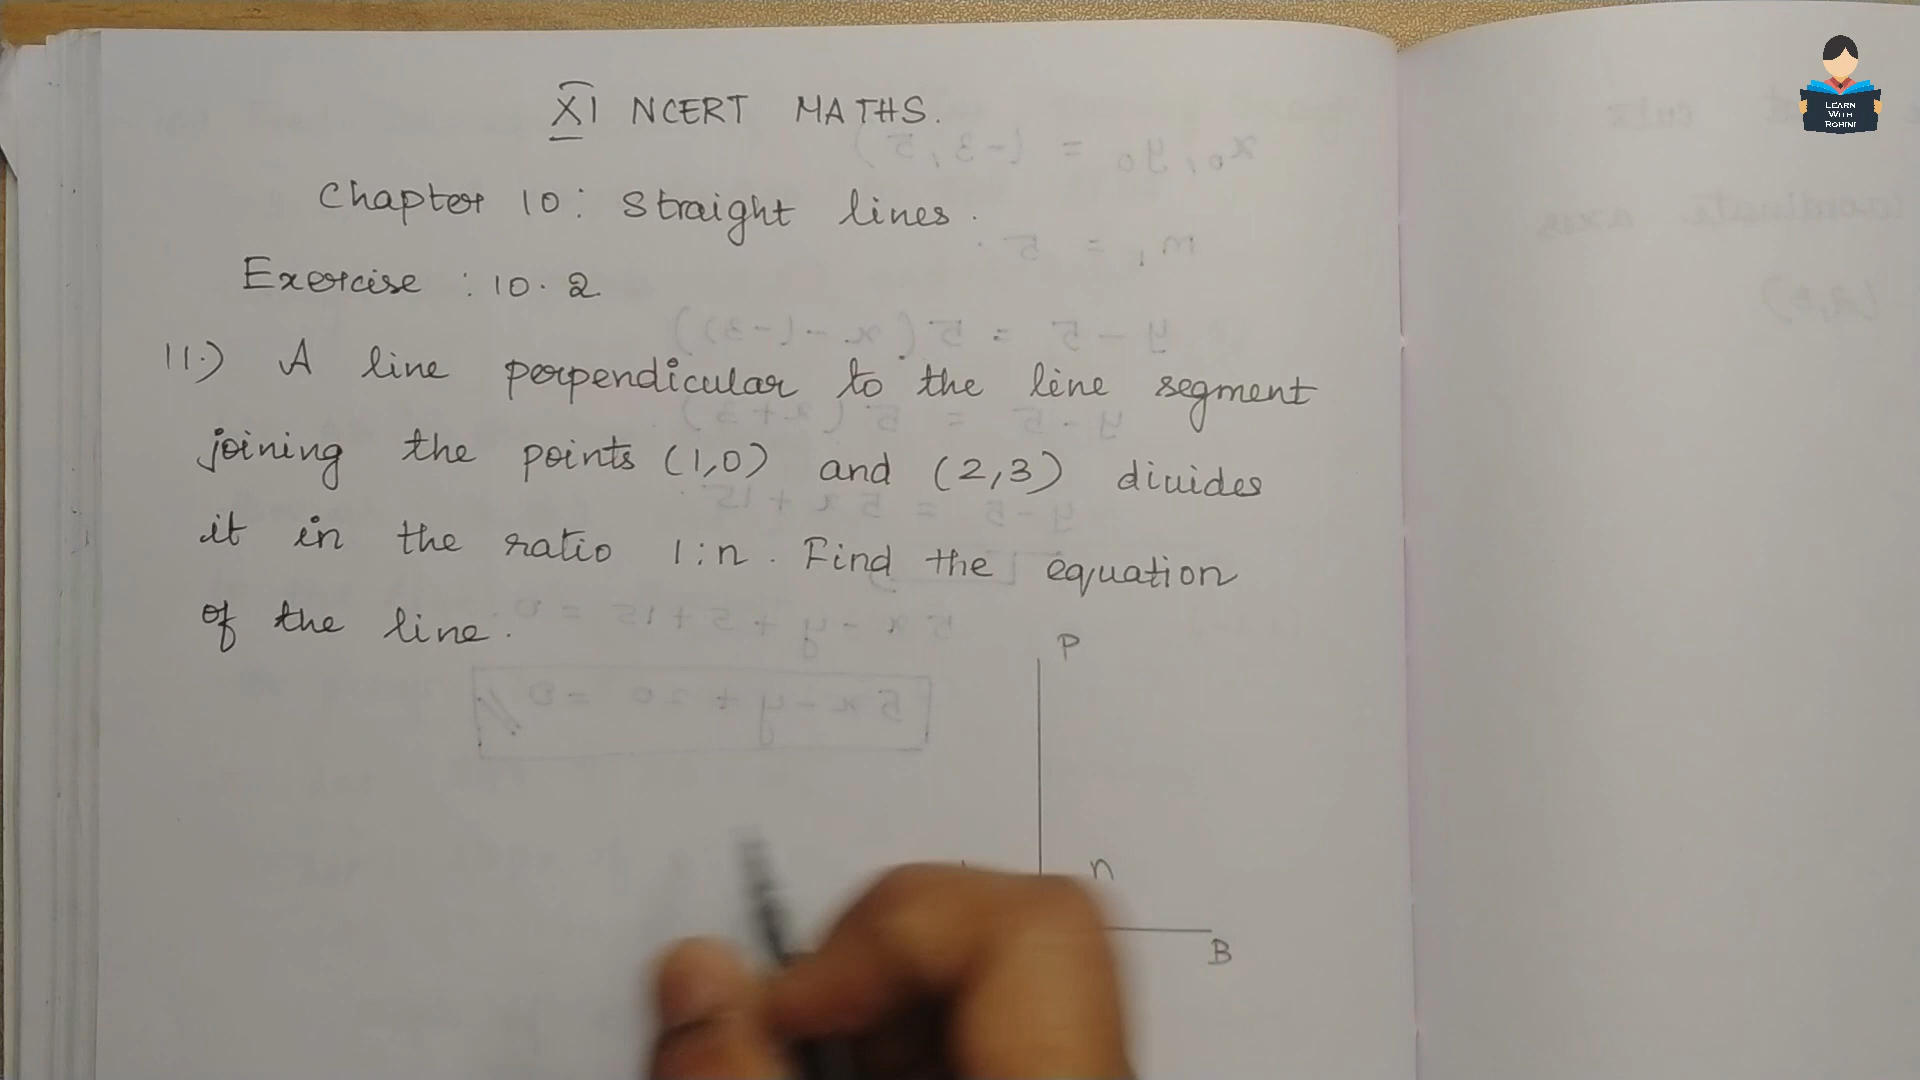 XI NCERT MATHS.
Chapter 10: Straight lines.
Exercise : 10.2
11.) A line perpendicular to the line segment
joining the points (1,0) and (2,3) divides
it in the ratio 1:n. Find the equation
of the line.
P
n
B
LEARN
WITH
ROHINI